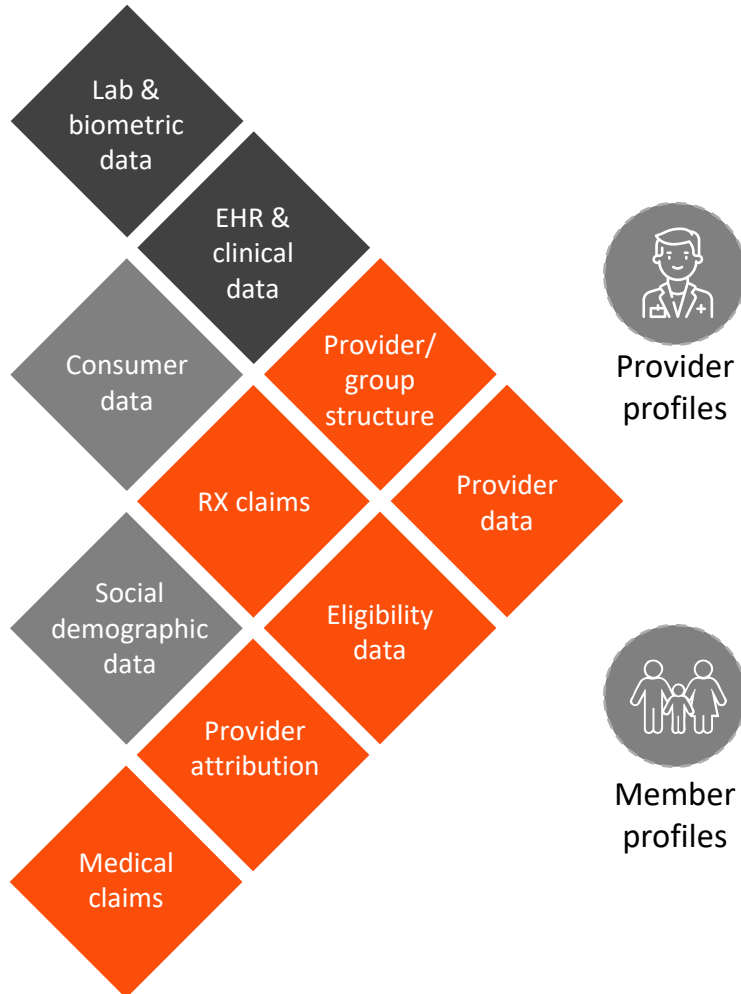 Lab &
biometric
data
EHR &
clinical
data
Consumer
data
Provider/
group
structure
Provider
profiles
RX claims
Provider
data
Social
demographic
data
Eligibility
data
Provider
attribution
Member
profiles
Medical
claims